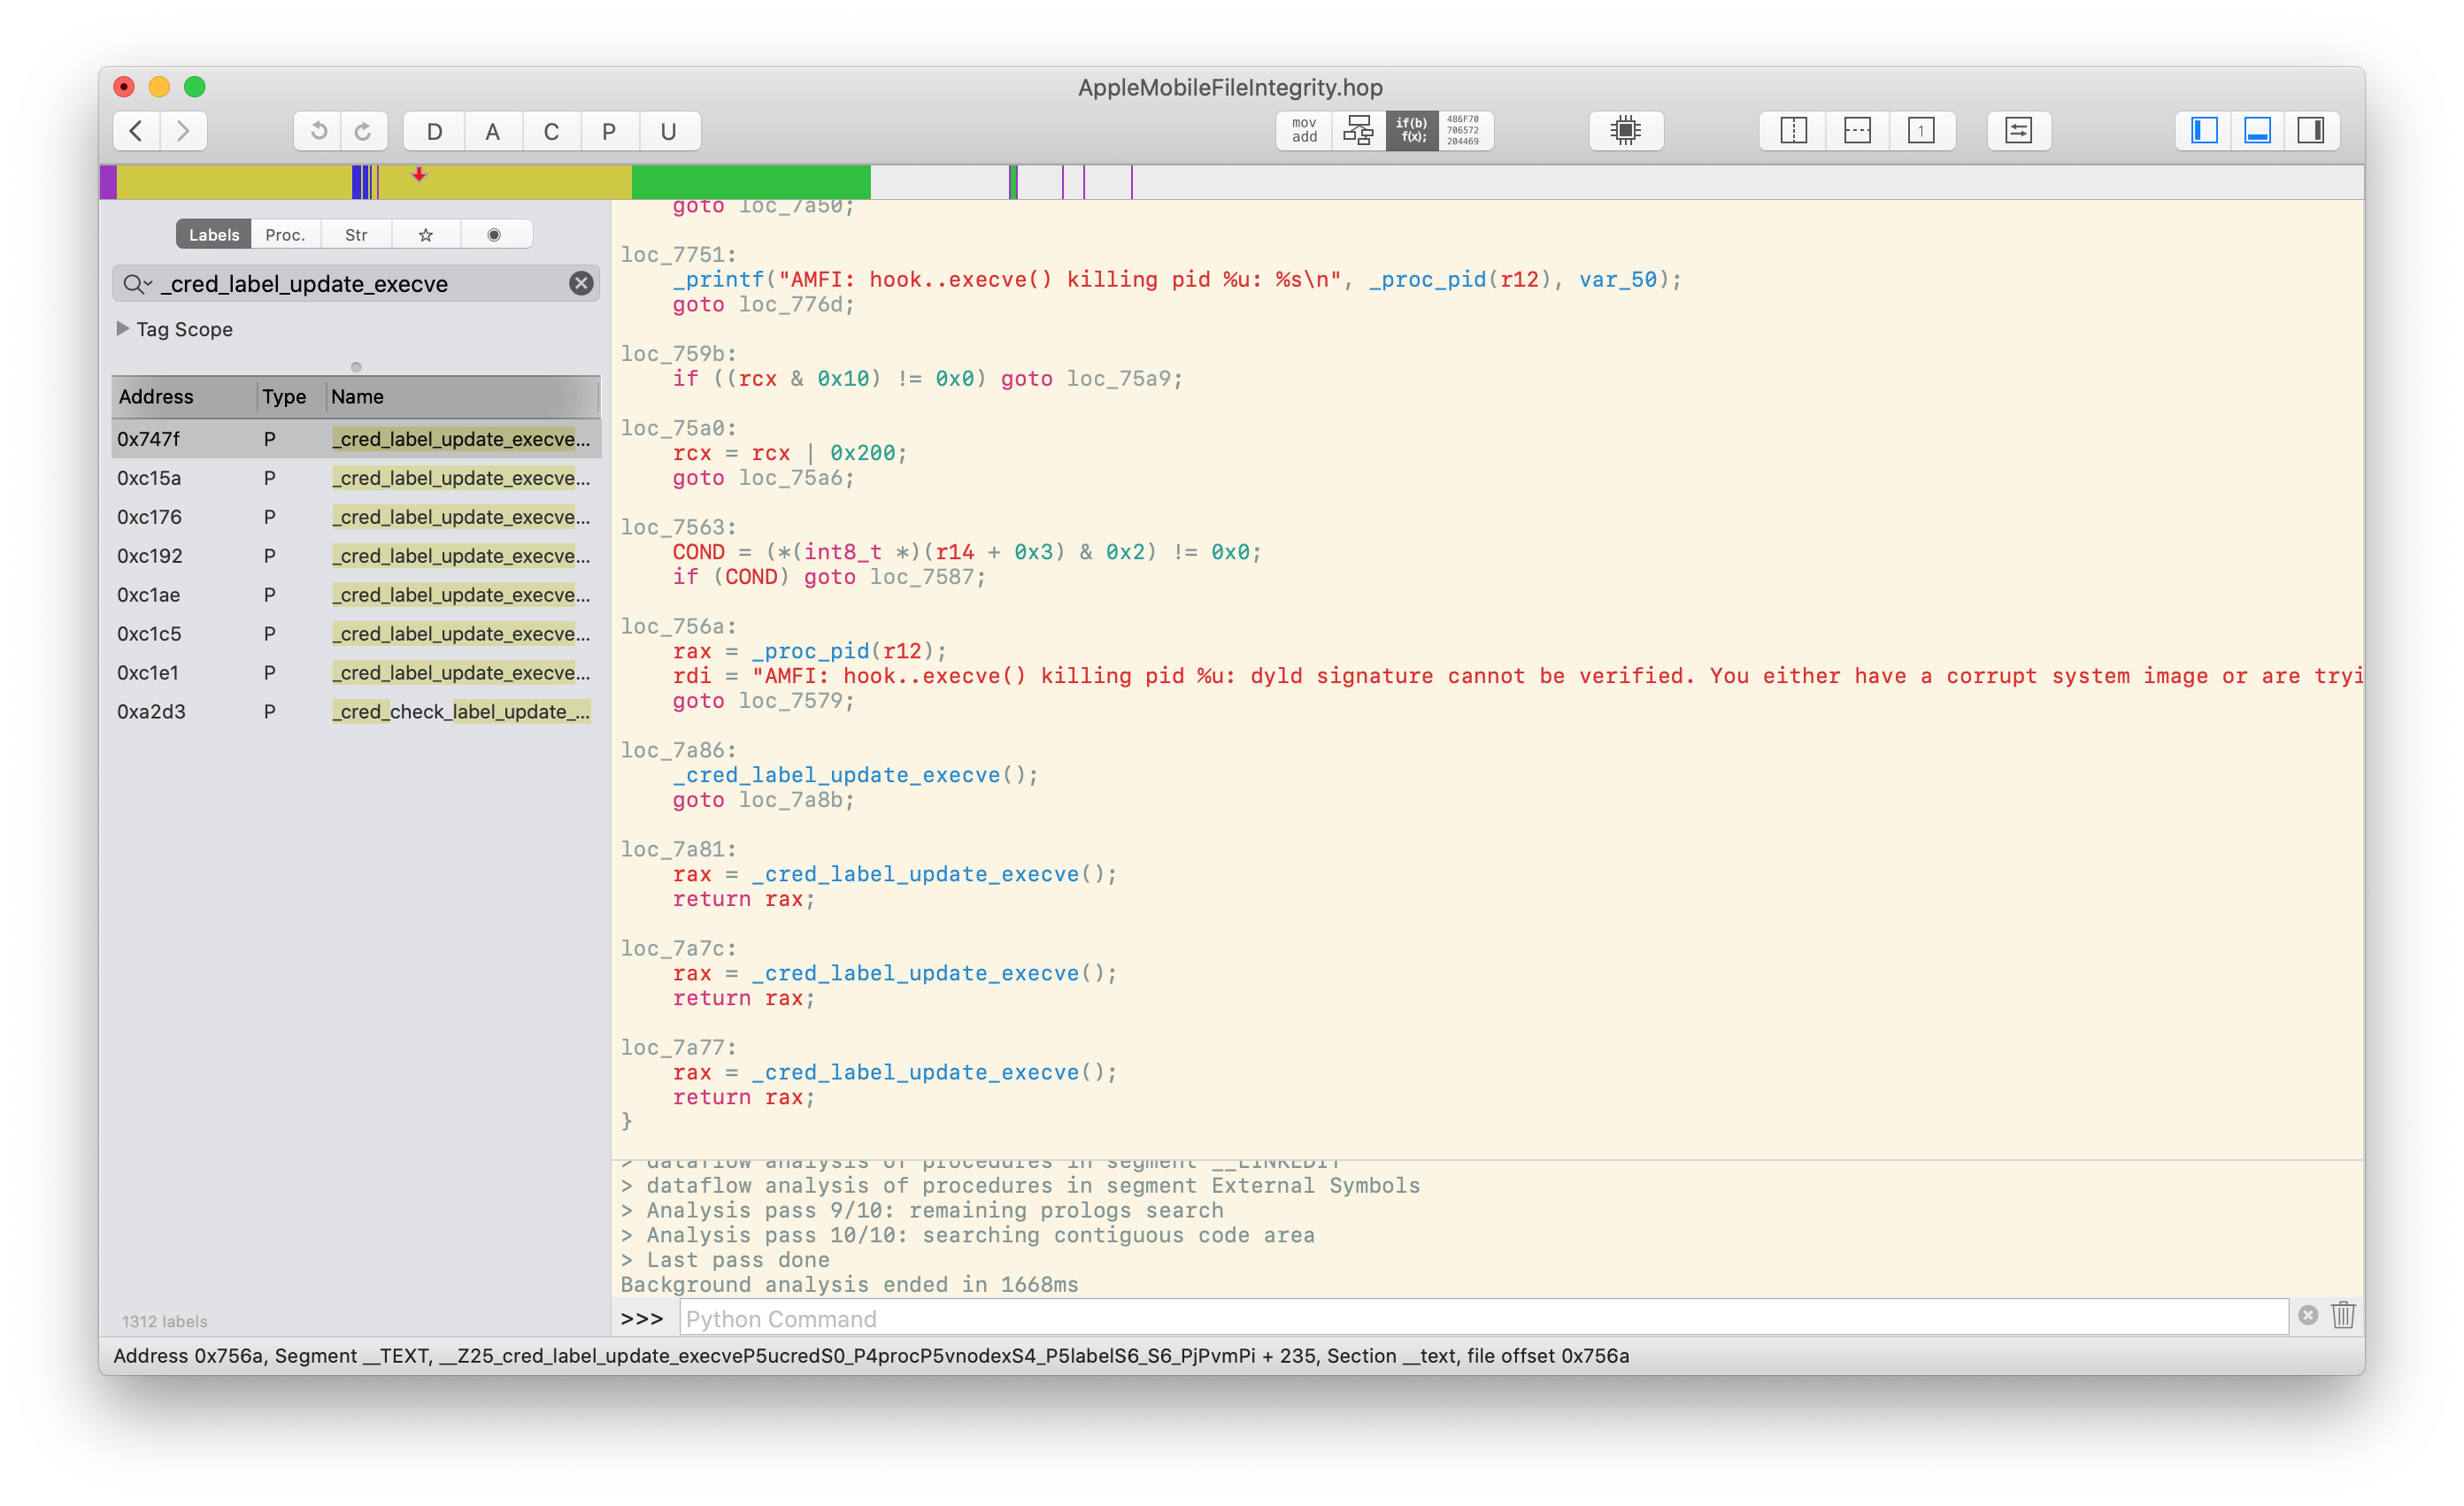 AppleMobileFileIntegrity.hop
D A C P U
mov add
if(b) f(x);
486F70 706572 204469
1
Labels Proc. Str
_cred_label_update_execve
Tag Scope
Address Type Name
0x747f P _cred_label_update_execve...
0xc15a P _cred_label_update_execve...
0xc176 P _cred_label_update_execve...
0xc192 P _cred_label_update_execve...
0xc1ae P _cred_label_update_execve...
0xc1c5 P _cred_label_update_execve...
0xc1e1 P _cred_label_update_execve...
0xa2d3 P _cred_check_label_update_...
1312 labels
goto loc_7a50;
loc_7751:
_printf("AMFI: hook..execve() killing pid %u: %s\n", _proc_pid(r12), var_50);
goto loc_776d;
loc_759b:
if ((rcx & 0x10) != 0x0) goto loc_75a9;
loc_75a0:
rcx = rcx | 0x200;
goto loc_75a6;
loc_7563:
COND = (*(int8_t *)(r14 + 0x3) & 0x2) != 0x0;
if (COND) goto loc_7587;
loc_756a:
rax = _proc_pid(r12);
rdi = "AMFI: hook..execve() killing pid %u: dyld signature cannot be verified. You either have a corrupt system image or are tryi
goto loc_7579;
loc_7a86:
_cred_label_update_execve();
goto loc_7a8b;
loc_7a81:
rax = _cred_label_update_execve();
return rax;
loc_7a7c:
rax = _cred_label_update_execve();
return rax;
loc_7a77:
rax = _cred_label_update_execve();
return rax;
}
> dataflow analysis of procedures in segment __LINKEDIT
> dataflow analysis of procedures in segment External Symbols
> Analysis pass 9/10: remaining prologs search
> Analysis pass 10/10: searching contiguous code area
> Last pass done
Background analysis ended in 1668ms
>>> Python Command
Address 0x756a, Segment __TEXT, __Z25_cred_label_update_execveP5ucredS0_P4procP5vnodexS4_P5labelS6_S6_PjPvmPi + 235, Section __text, file offset 0x756a